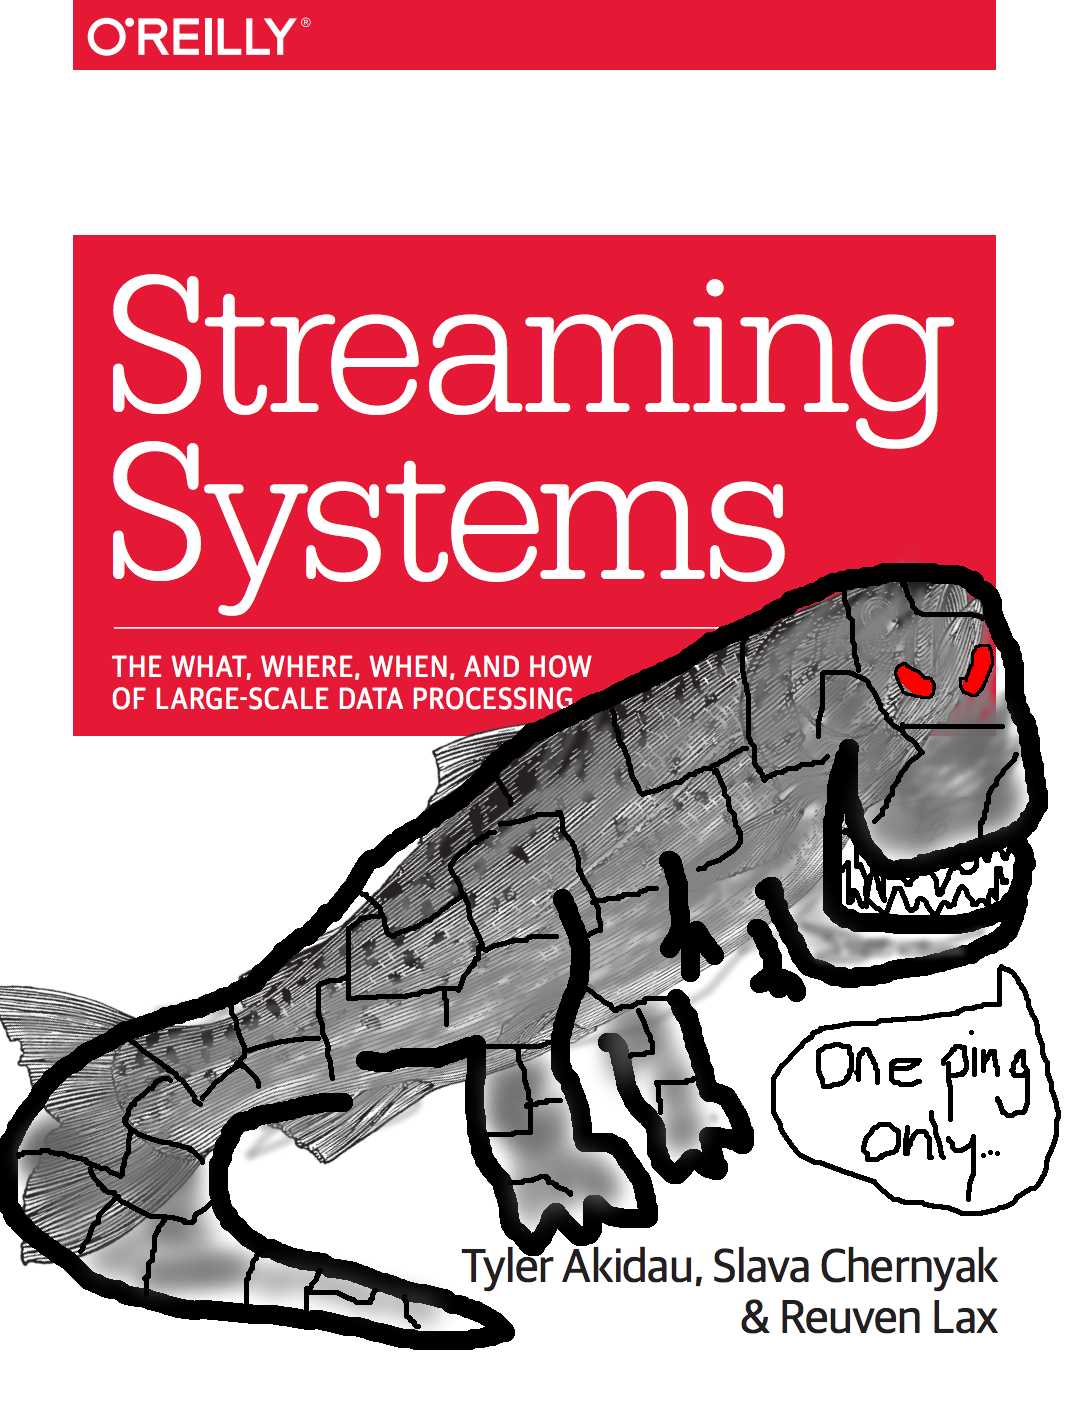 O'REILLY®
Streaming
Systems
THE WHAT, WHERE, WHEN, AND HOW
OF LARGE-SCALE DATA PROCESSING
One ping
only...
Tyler Akidau, Slava Chernyak
& Reuven Lax